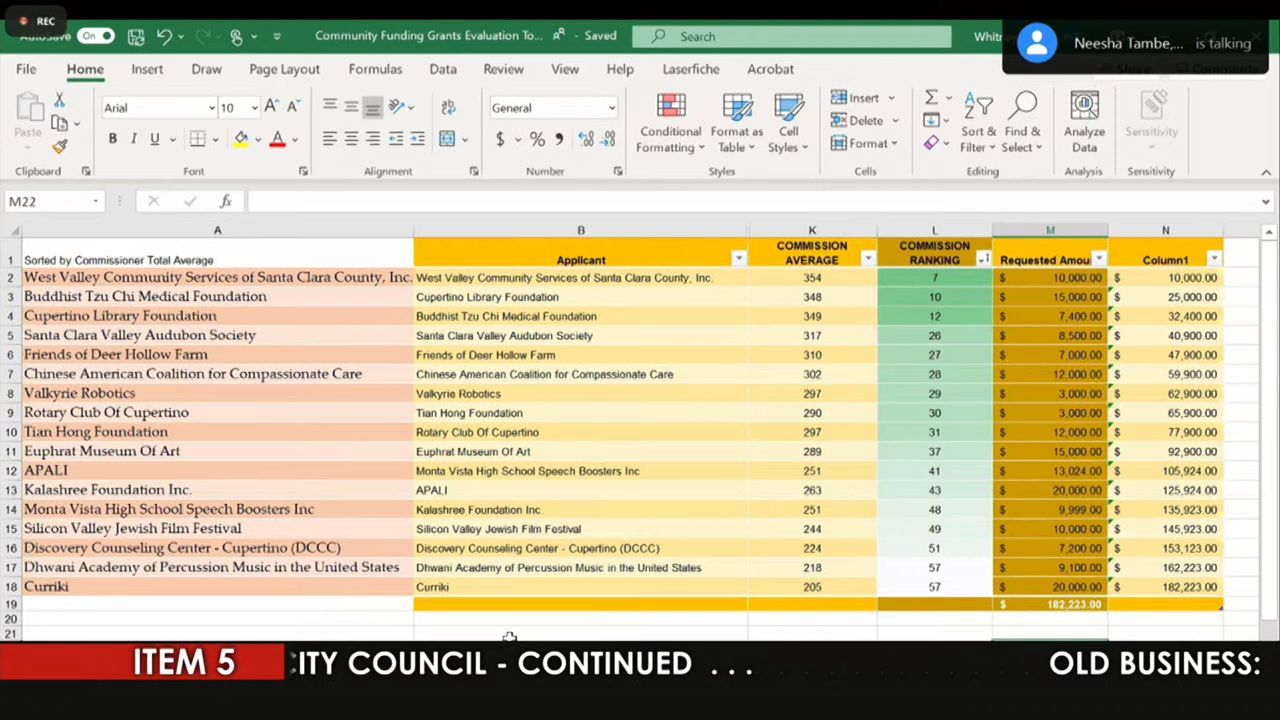 REC
AutoSave On Community Funding Grants Evaluation To... Saved Search
Neesha Tambe,... is talking
File Home Insert Draw Page Layout Formulas Data Review View Help Laserfiche Acrobat
Share Comments
Arial 10 General Insert
Paste Conditional Format as Cell Delete Sort & Find & Analyze Sensitivity
B I U $ % Formatting Table Styles Format Filter Select Data
Clipboard Font Alignment Number Styles Cells Editing Analysis Sensitivity
M22 fx
A B K L M N
1 Sorted by Commissioner Total Average Applicant COMMISSION AVERAGE COMMISSION RANKING Requested Amou Column1
2 West Valley Community Services of Santa Clara County, Inc. West Valley Community Services of Santa Clara County, Inc. 354 7 $ 10,000.00 $ 10,000.00
3 Buddhist Tzu Chi Medical Foundation Cupertino Library Foundation 348 10 $ 15,000.00 $ 25,000.00
4 Cupertino Library Foundation Buddhist Tzu Chi Medical Foundation 349 12 $ 7,400.00 $ 32,400.00
5 Santa Clara Valley Audubon Society Santa Clara Valley Audubon Society 317 26 $ 8,500.00 $ 40,900.00
6 Friends of Deer Hollow Farm Friends of Deer Hollow Farm 310 27 $ 7,000.00 $ 47,900.00
7 Chinese American Coalition for Compassionate Care Chinese American Coalition for Compassionate Care 302 28 $ 12,000.00 $ 59,900.00
8 Valkyrie Robotics Valkyrie Robotics 297 29 $ 3,000.00 $ 62,900.00
9 Rotary Club Of Cupertino Tian Hong Foundation 290 30 $ 3,000.00 $ 65,900.00
10 Tian Hong Foundation Rotary Club Of Cupertino 297 31 $ 12,000.00 $ 77,900.00
11 Euphrat Museum Of Art Euphrat Museum Of Art 289 37 $ 15,000.00 $ 92,900.00
12 APALI Monta Vista High School Speech Boosters Inc 251 41 $ 13,024.00 $ 105,924.00
13 Kalashree Foundation Inc. APALI 263 43 $ 20,000.00 $ 125,924.00
14 Monta Vista High School Speech Boosters Inc Kalashree Foundation Inc. 251 48 $ 9,999.00 $ 135,923.00
15 Silicon Valley Jewish Film Festival Silicon Valley Jewish Film Festival 244 49 $ 10,000.00 $ 145,923.00
16 Discovery Counseling Center - Cupertino (DCCC) Discovery Counseling Center - Cupertino (DCCC) 224 51 $ 7,200.00 $ 153,123.00
17 Dhwani Academy of Percussion Music in the United States Dhwani Academy of Percussion Music in the United States 218 57 $ 9,100.00 $ 162,223.00
18 Curriki Curriki 205 57 $ 20,000.00 $ 182,223.00
19 $ 182,223.00
20
21
ITEM 5 ITY COUNCIL - CONTINUED . . . OLD BUSINESS: